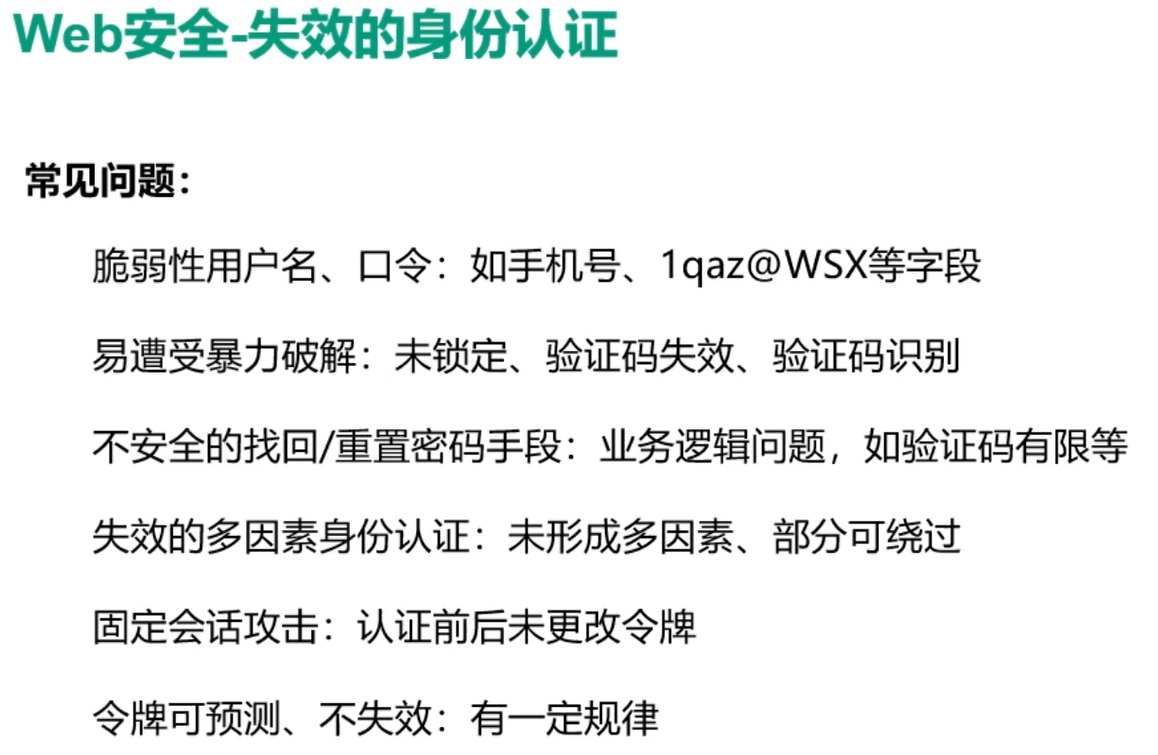 Web安全-失效的身份认证
常见问题：
脆弱性用户名、口令：如手机号、1qaz@WSX等字段
易遭受暴力破解：未锁定、验证码失效、验证码识别
不安全的找回/重置密码手段：业务逻辑问题，如验证码有限等
失效的多因素身份认证：未形成多因素、部分可绕过
固定会话攻击：认证前后未更改令牌
令牌可预测、不失效：有一定规律